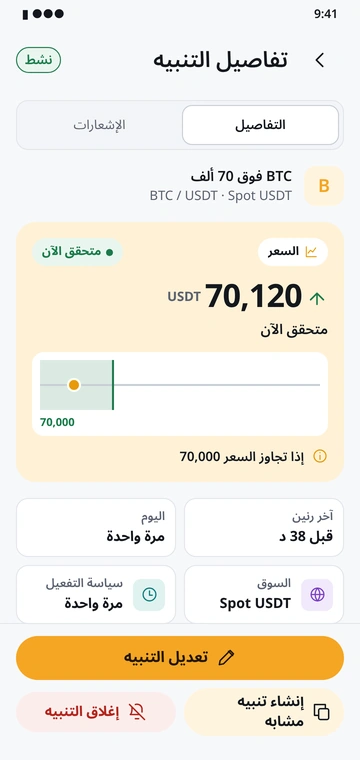 9:41
تفاصيل التنبيه
نشط
التفاصيل
الإشعارات
B
BTC فوق 70 ألف
BTC / USDT · Spot USDT
السعر
متحقق الآن
70,120 USDT
متحقق الآن
70,000
إذا تجاوز السعر 70,000
آخر رنين
قبل 38 د
اليوم
مرة واحدة
السوق
Spot USDT
سياسة التفعيل
مرة واحدة
تعديل التنبيه
إنشاء تنبيه
مشابه
إغلاق التنبيه